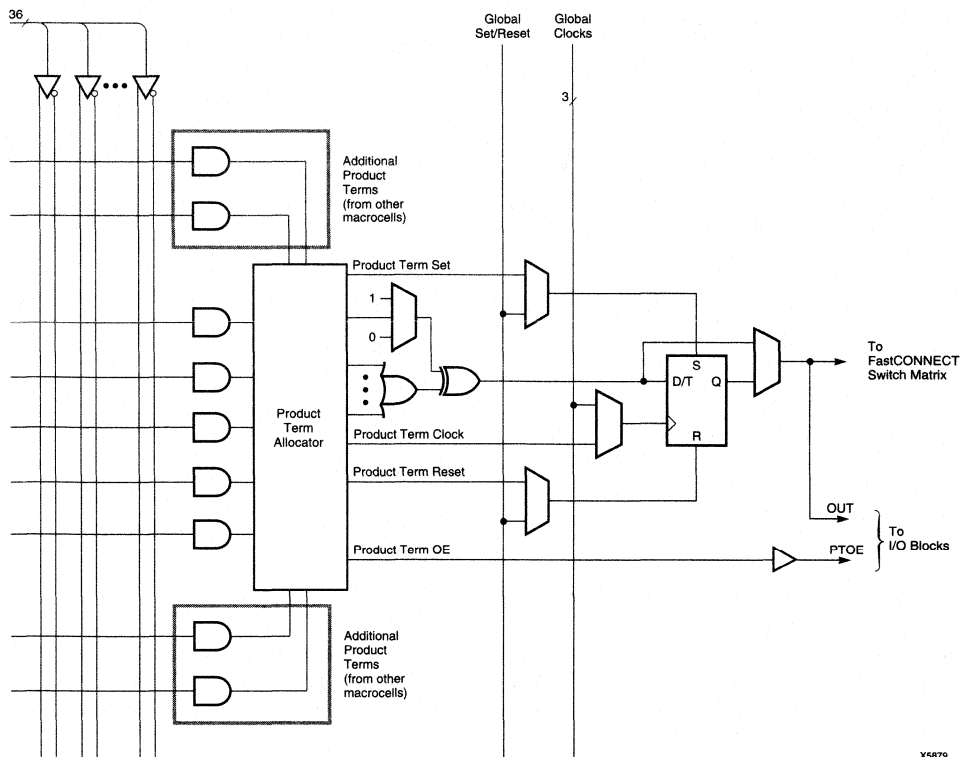 36
Global
Set/Reset
Global
Clocks
3
Additional
Product
Terms
(from other
macrocells)
Product Term Set
1
0
Product
Term
Allocator
S
D/T
Q
R
To
FastCONNECT
Switch Matrix
Product Term Clock
Product Term Reset
OUT
Product Term OE
PTOE
To
I/O Blocks
Additional
Product
Terms
(from other
macrocells)
X5879